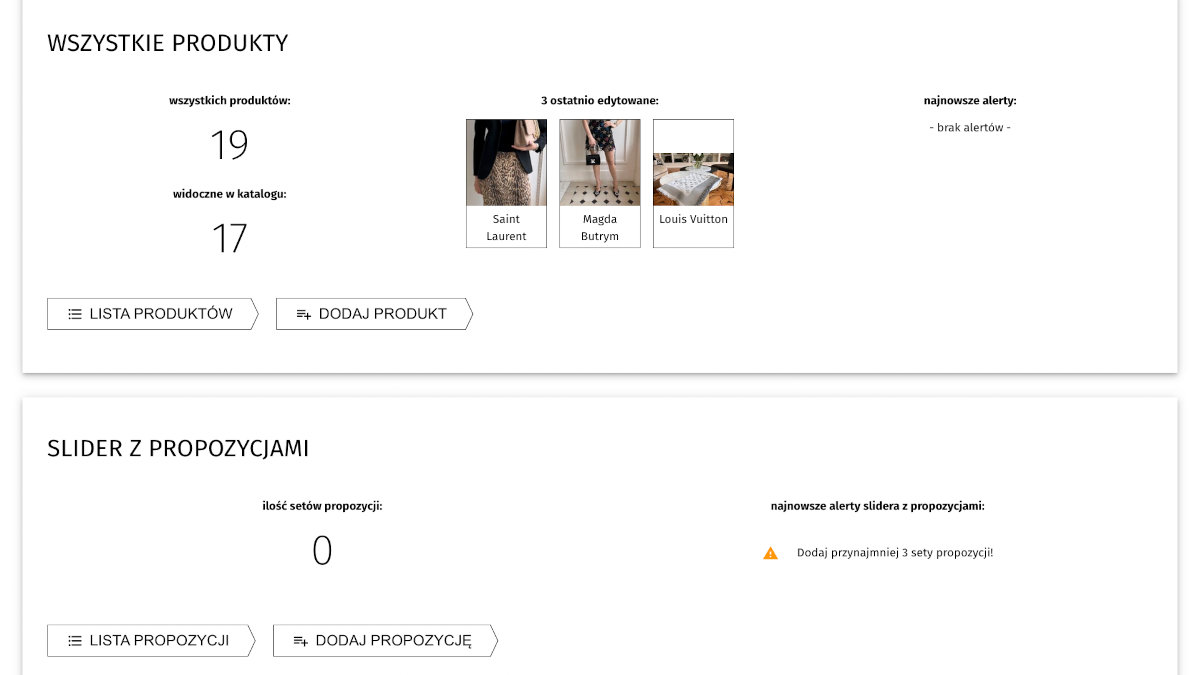 WSZYSTKIE PRODUKTY
wszystkich produktów:
19
widoczne w katalogu:
17
3 ostatnio edytowane:
Saint
Laurent
Magda
Butrym
Louis Vuitton
najnowsze alerty:
- brak alertów -
LISTA PRODUKTÓW
DODAJ PRODUKT
SLIDER Z PROPOZYCJAMI
ilość setów propozycji:
0
najnowsze alerty slidera z propozycjami:
Dodaj przynajmniej 3 sety propozycji!
LISTA PROPOZYCJI
DODAJ PROPOZYCJĘ